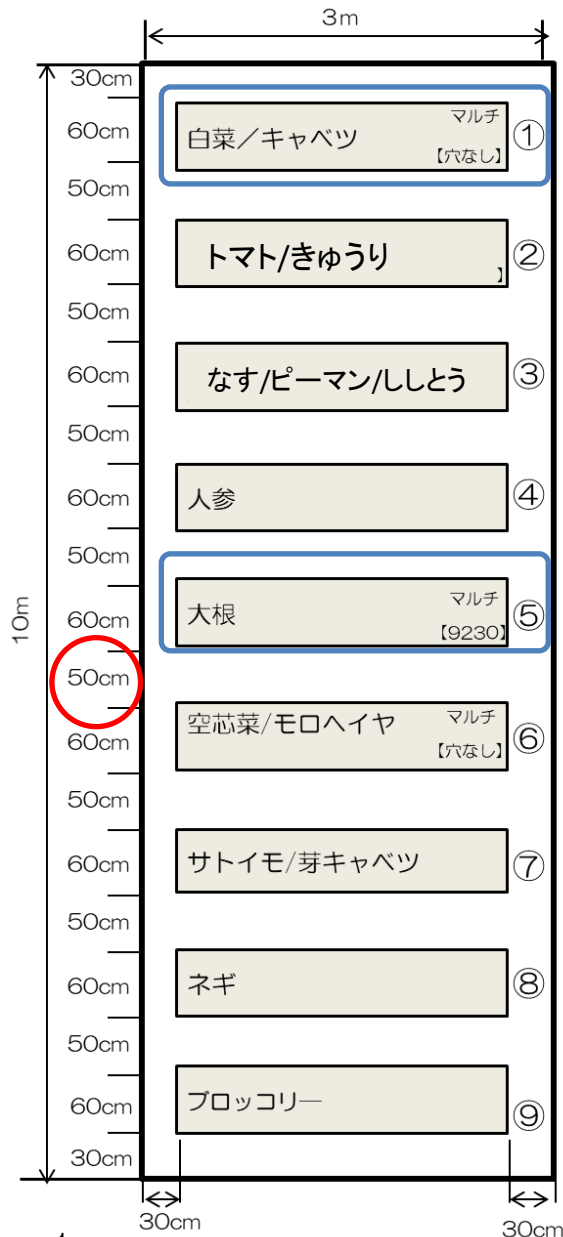 3m
30cm
60cm
白菜／キャベツ
マルチ
【穴なし】
①
50cm
60cm
トマト/きゅうり
】
②
50cm
60cm
なす/ピーマン/ししとう
③
50cm
60cm
人参
④
50cm
10m
60cm
大根
マルチ
【9230】
⑤
50cm
60cm
空芯菜/モロヘイヤ
マルチ
【穴なし】
⑥
50cm
60cm
サトイモ/芽キャベツ
⑦
50cm
60cm
ネギ
⑧
50cm
60cm
ブロッコリー
⑨
30cm
30cm
30cm